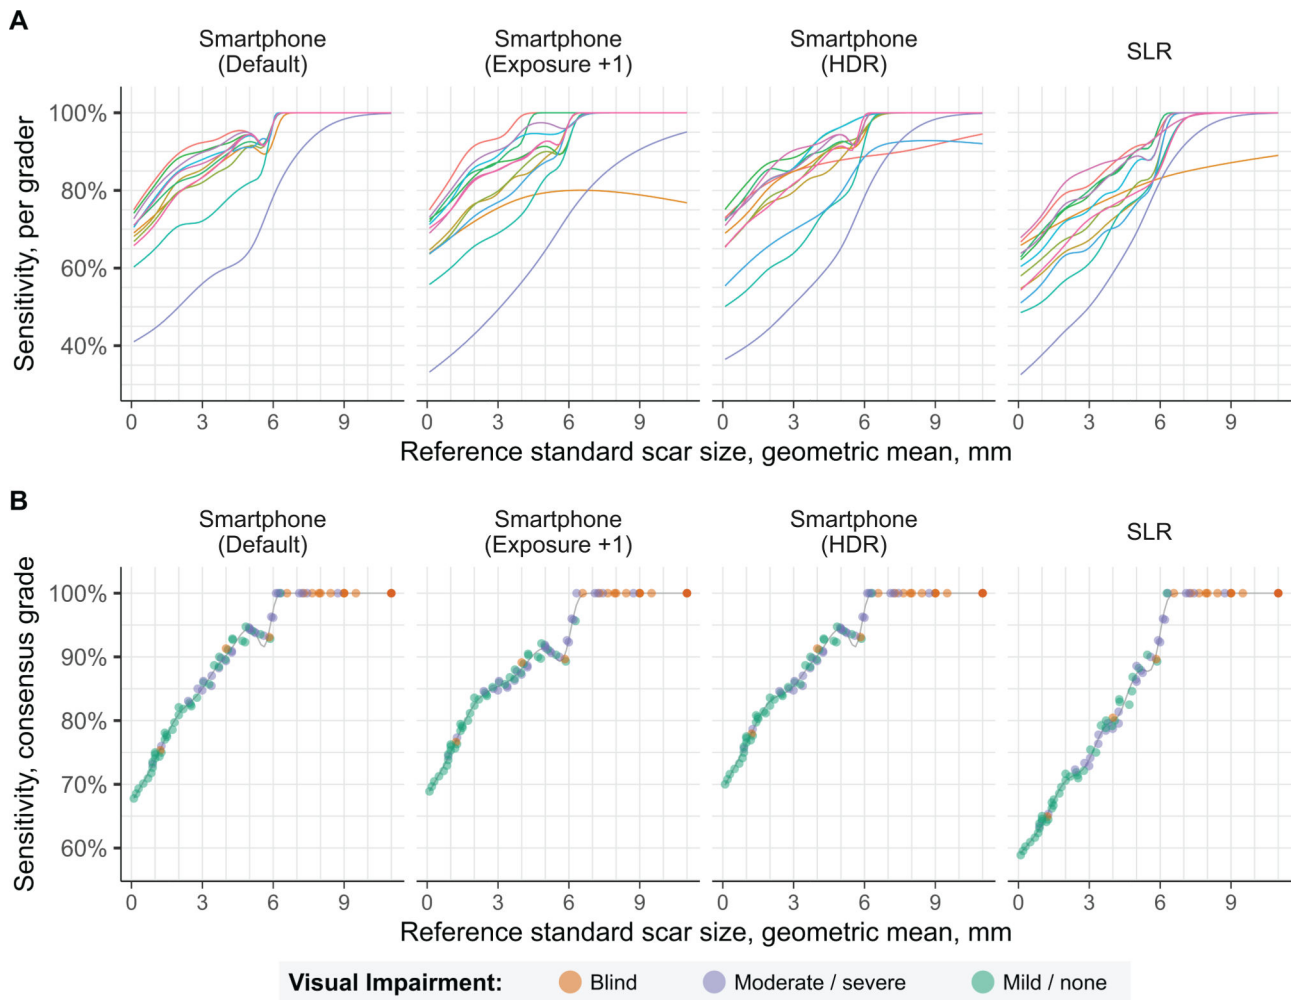 A
Smartphone
(Default)
Smartphone
(Exposure +1)
Smartphone
(HDR)
SLR
Sensitivity, per grader
100%
80%
60%
40%
0 3 6 9 0 3 6 9 0 3 6 9 0 3 6 9
Reference standard scar size, geometric mean, mm
B
Smartphone
(Default)
Smartphone
(Exposure +1)
Smartphone
(HDR)
SLR
Sensitivity, consensus grade
100%
90%
80%
70%
60%
0 3 6 9 0 3 6 9 0 3 6 9 0 3 6 9
Reference standard scar size, geometric mean, mm
Visual Impairment: Blind Moderate / severe Mild / none